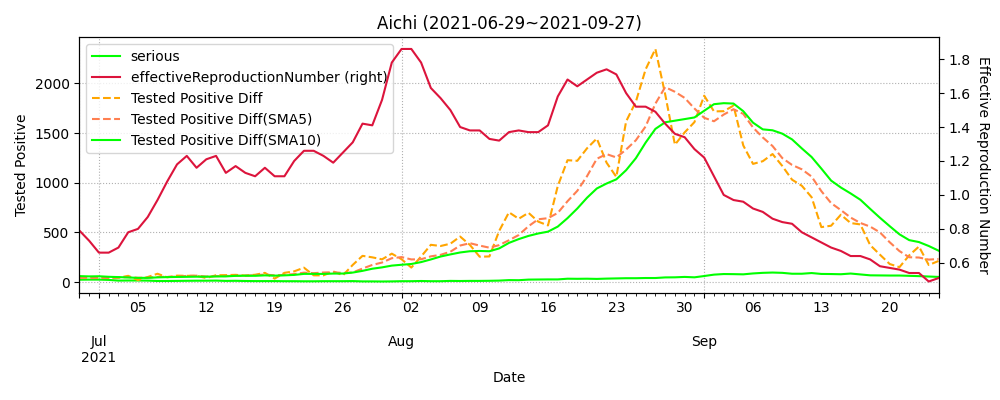 Aichi (2021-06-29~2021-09-27)
serious
effectiveReproductionNumber (right)
Tested Positive Diff
Tested Positive Diff(SMA5)
Tested Positive Diff(SMA10)
Tested Positive
2000
1500
1000
500
0
Effective Reproduction Number
1.8
1.6
1.4
1.2
1.0
0.8
0.6
05 12 19 26 02 09 16 23 30 06 13 20
Jul Aug Sep
2021
Date